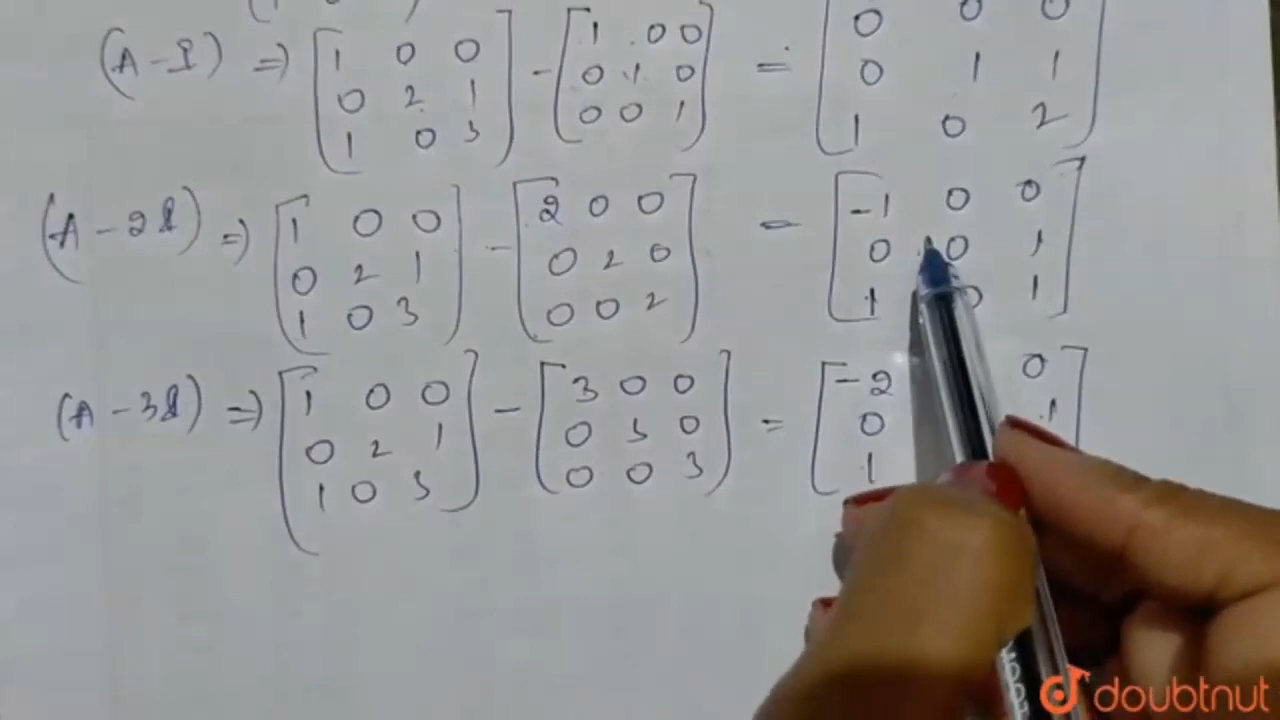 (A - I) ⇒ [1 0 0 - [1 0 0 = 0 0 0
0 2 1 0 1 0 0 1 1
1 0 3] 0 0 1] 1 0 2
(A - 2I) ⇒ [1 0 0 - [2 0 0 = [-1 0 0
0 2 1 0 2 0 0 0 1
1 0 3] 0 0 2] 1 0 1]
(A - 3I) ⇒ [1 0 0 - [3 0 0 = [-2 0
0 2 1 0 3 0 0 1
1 0 3] 0 0 3] 1
doubtnut